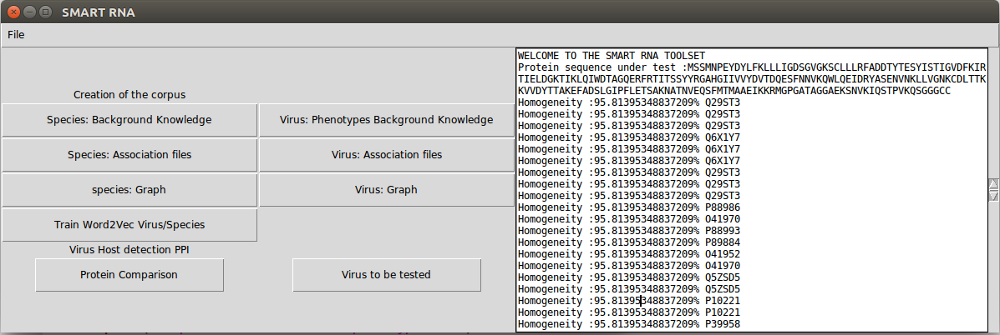 SMART RNA
File
Creation of the corpus
Species: Background Knowledge
Virus: Phenotypes Background Knowledge
Species: Association files
Virus: Association files
species: Graph
Virus: Graph
Train Word2Vec Virus/Species
Virus Host detection PPI
Protein Comparison
Virus to be tested
WELCOME TO THE SMART RNA TOOLSET
Protein sequence under test :MSSMNPEYDYLFKLLLIGDSGVGKSCLLLRFADDTYTESYISTIGVDFKIR
TIELDGKTIKLQIWDTAGQERFRTITSSYYRGAHGIIVVYDVTDQESFNNVKQWLQEIDRYASENVNKLLVGNKCDLTTK
KVVDYTTAKEFADSLGIPFLETSAKNATNVEQSFMTMAAEIKKRMGPGATAGGAEKSNVKIQSTPVKQSGGGCC
Homogeneity :95.81395348837209% Q29ST3
Homogeneity :95.81395348837209% Q29ST3
Homogeneity :95.81395348837209% Q29ST3
Homogeneity :95.81395348837209% Q6X1Y7
Homogeneity :95.81395348837209% Q6X1Y7
Homogeneity :95.81395348837209% Q6X1Y7
Homogeneity :95.81395348837209% Q29ST3
Homogeneity :95.81395348837209% Q29ST3
Homogeneity :95.81395348837209% Q29ST3
Homogeneity :95.81395348837209% P88986
Homogeneity :95.81395348837209% O41970
Homogeneity :95.81395348837209% P88993
Homogeneity :95.81395348837209% P89884
Homogeneity :95.81395348837209% O41952
Homogeneity :95.81395348837209% O41970
Homogeneity :95.81395348837209% Q5ZSD5
Homogeneity :95.81395348837209% Q5ZSD5
Homogeneity :95.81395348837209% P10221
Homogeneity :95.81395348837209% P10221
Homogeneity :95.81395348837209% P39958